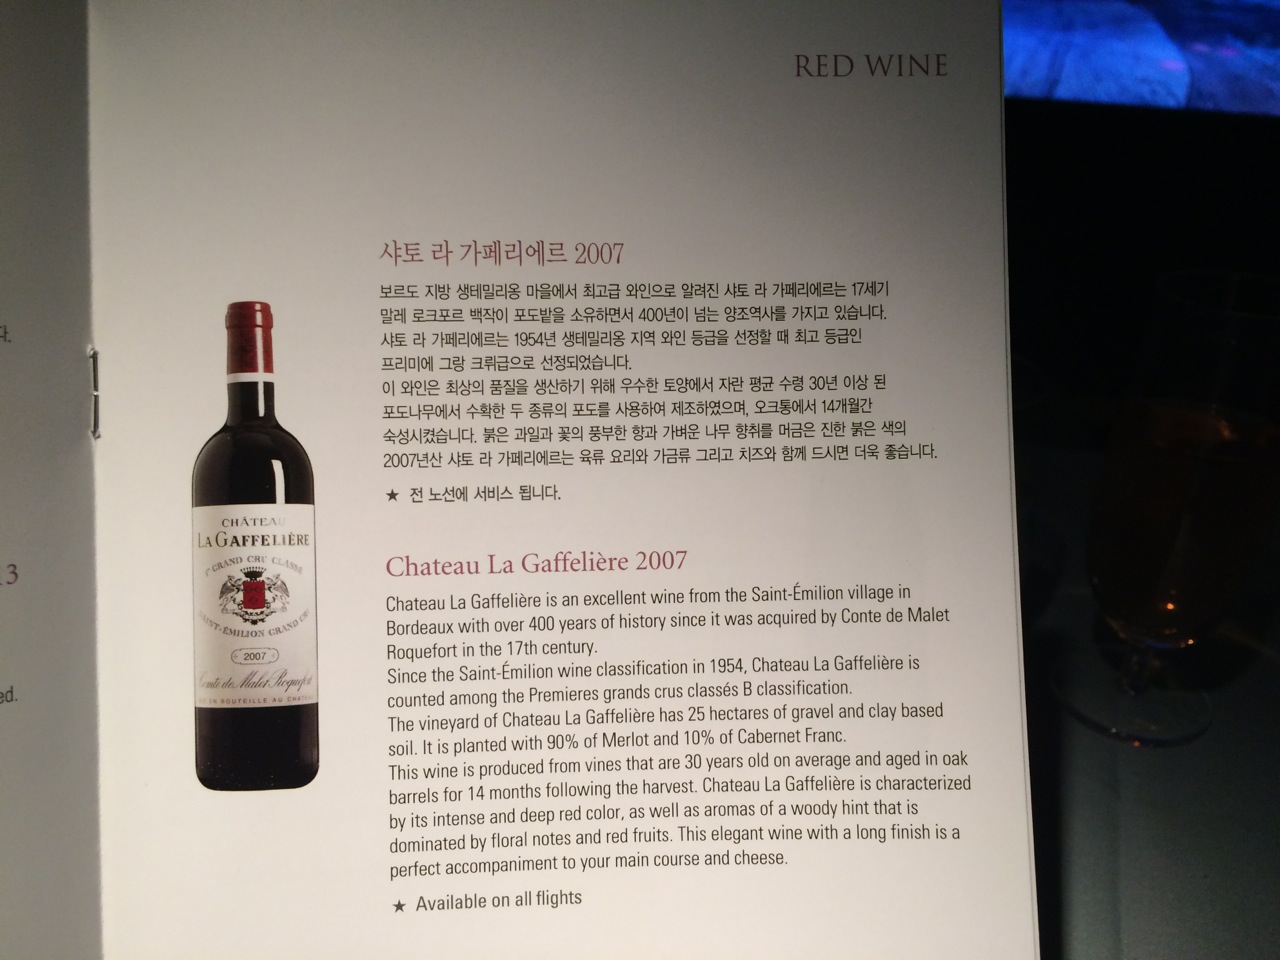 RED WINE
샤토 라 가페리에르 2007
보르도 지방 생테밀리옹 마을에서 최고급 와인으로 알려진 샤토 라 가페리에르는 17세기
말레 로크포르 백작이 포도밭을 소유하면서 400년이 넘는 양조역사를 가지고 있습니다.
샤토 라 가페리에르는 1954년 생테밀리옹 지역 와인 등급을 선정할 때 최고 등급인
프리미에 그랑 크뤼급으로 선정되었습니다.
이 와인은 최상의 품질을 생산하기 위해 우수한 토양에서 자란 평균 수령 30년 이상 된
포도나무에서 수확한 두 종류의 포도를 사용하여 제조하였으며, 오크통에서 14개월간
숙성시켰습니다. 붉은 과일과 꽃의 풍부한 향과 가벼운 나무 향취를 머금은 진한 붉은 색의
2007년산 샤토 라 가페리에르는 육류 요리와 가금류 그리고 치즈와 함께 드시면 더욱 좋습니다.
★ 전 노선에 서비스 됩니다.
Chateau La Gaffelière 2007
Chateau La Gaffelière is an excellent wine from the Saint-Émilion village in
Bordeaux with over 400 years of history since it was acquired by Conte de Malet
Roquefort in the 17th century.
Since the Saint-Émilion wine classification in 1954, Chateau La Gaffelière is
counted among the Premieres grands crus classés B classification.
The vineyard of Chateau La Gaffelière has 25 hectares of gravel and clay based
soil. It is planted with 90% of Merlot and 10% of Cabernet Franc.
This wine is produced from vines that are 30 years old on average and aged in oak
barrels for 14 months following the harvest. Chateau La Gaffelière is characterized
by its intense and deep red color, as well as aromas of a woody hint that is
dominated by floral notes and red fruits. This elegant wine with a long finish is a
perfect accompaniment to your main course and cheese.
★ Available on all flights
CHÂTEAU
LA GAFFELIÈRE
1er GRAND CRU CLASSÉ
SAINT-ÉMILION GRAND CRU
2007
Comte de Malet Roquefort
MIS EN BOUTEILLE AU CHATEAU
다.
13
ed.